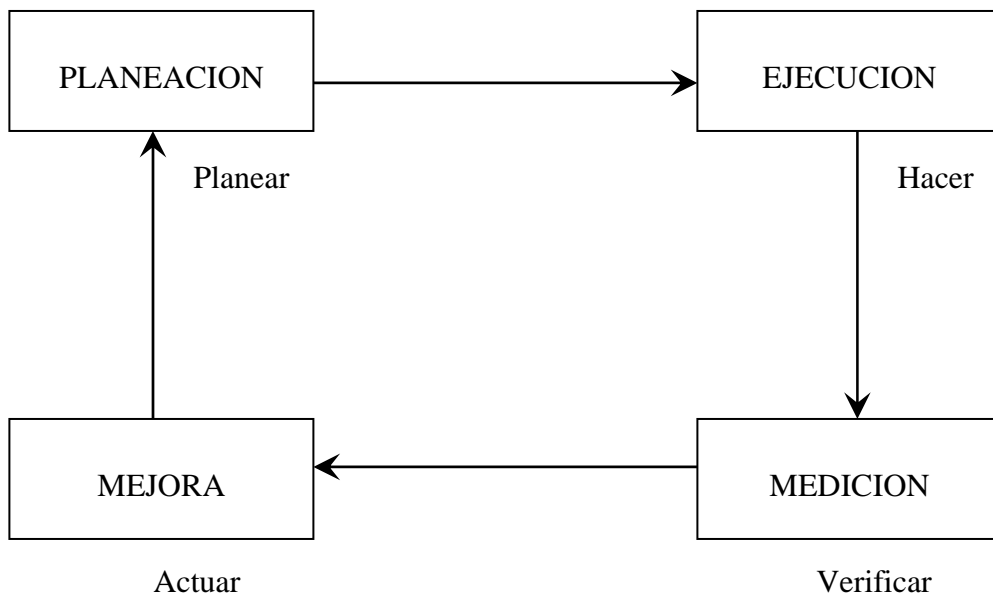 PLANEACION
EJECUCION
Planear
Hacer
MEJORA
MEDICION
Actuar
Verificar